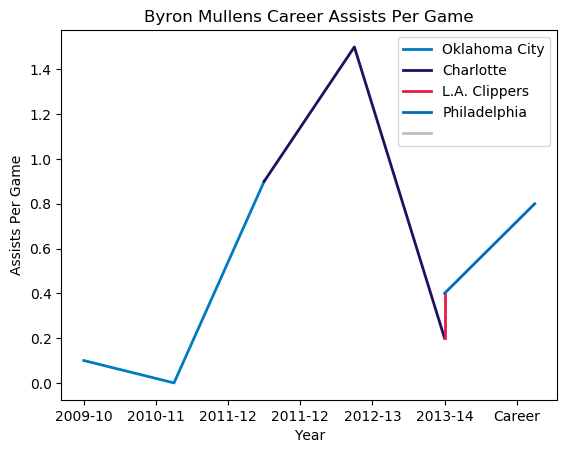 Byron Mullens Career Assists Per Game
Oklahoma City
Charlotte
L.A. Clippers
Philadelphia
Assists Per Game
1.4
1.2
1.0
0.8
0.6
0.4
0.2
0.0
2009-10 2010-11 2011-12 2011-12 2012-13 2013-14 Career
Year